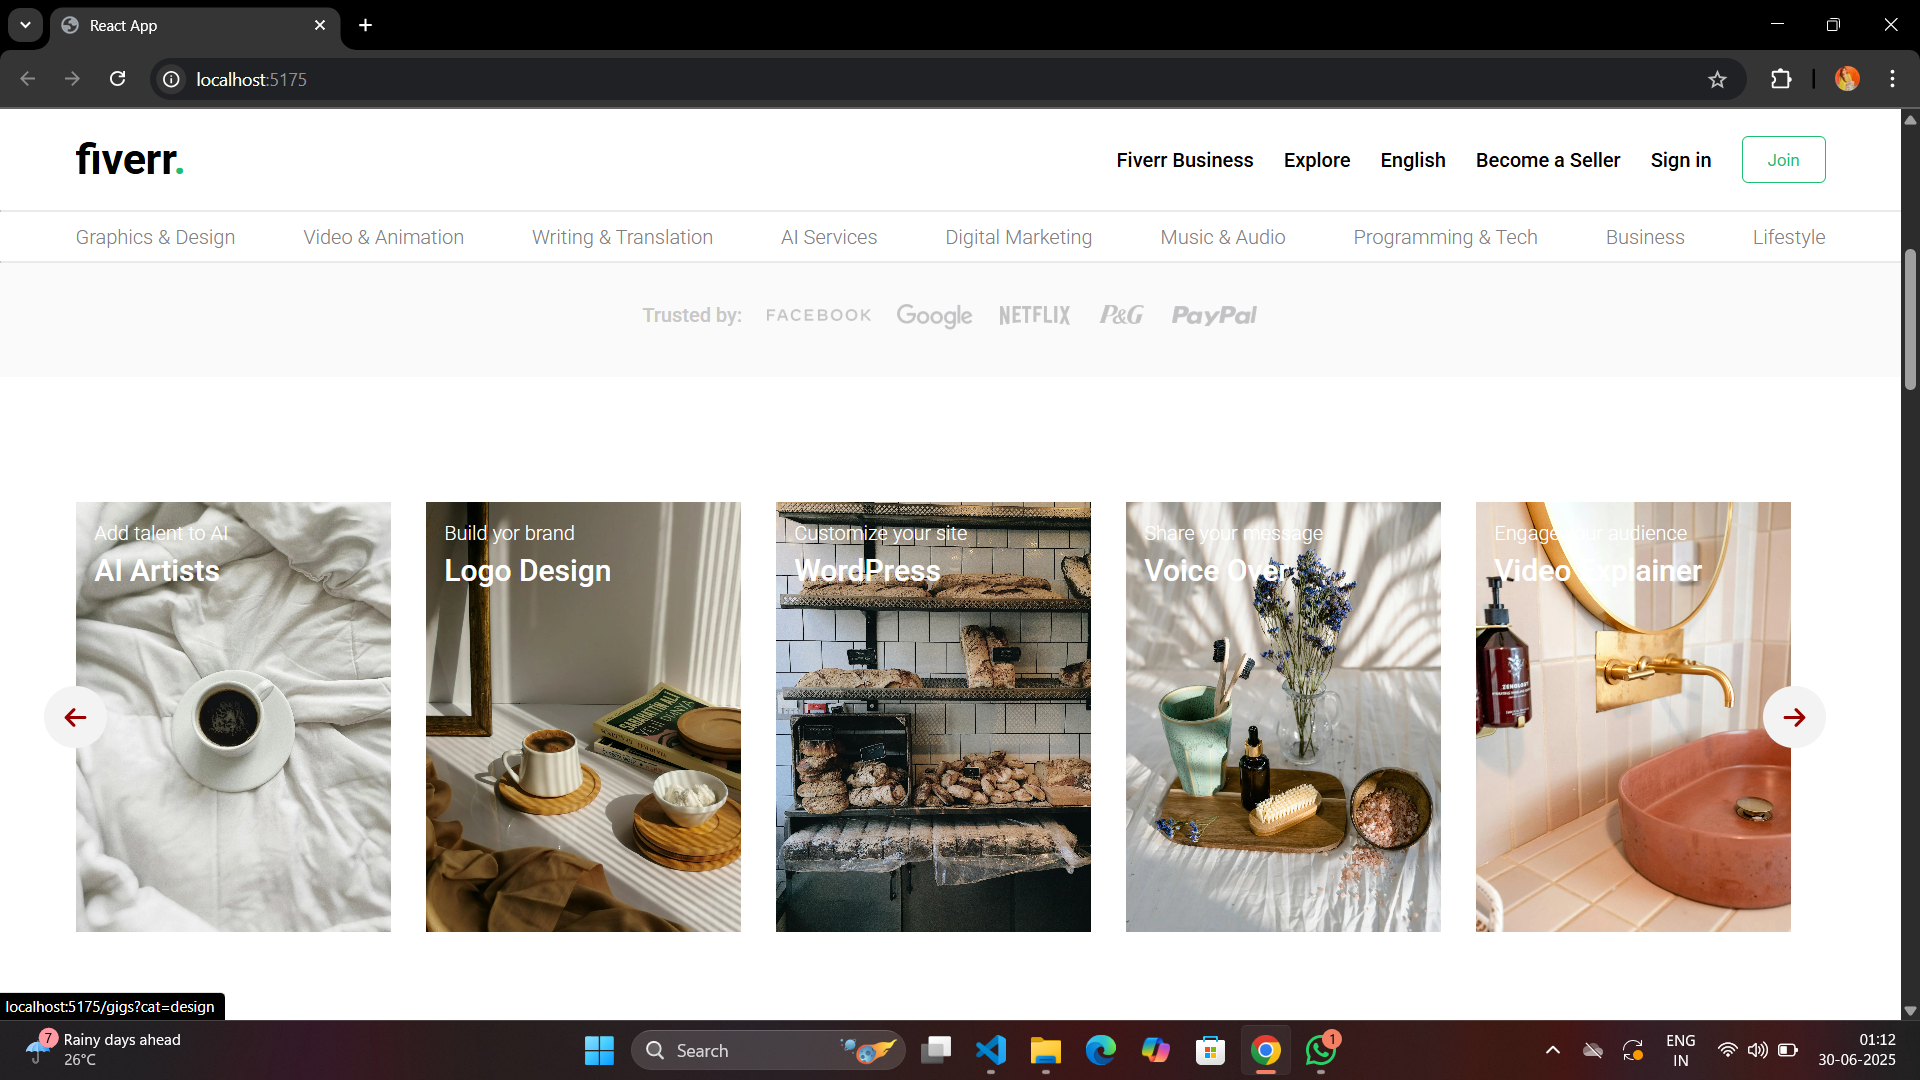 React App
localhost:5175
fiverr.
Fiverr Business
Explore
English
Become a Seller
Sign in
Join
Graphics & Design
Video & Animation
Writing & Translation
AI Services
Digital Marketing
Music & Audio
Programming & Tech
Business
Lifestyle
Trusted by:
FACEBOOK
Google
NETFLIX
P&G
PayPal
Add talent to AI
AI Artists
Build yor brand
Logo Design
Customize your site
WordPress
Share your message
Voice Over
Engage your audience
Video Explainer
ZENOLOGY
localhost:5175/gigs?cat=design
7
Rainy days ahead
26°C
Search
1
ENG
IN
01:12
30-06-2025